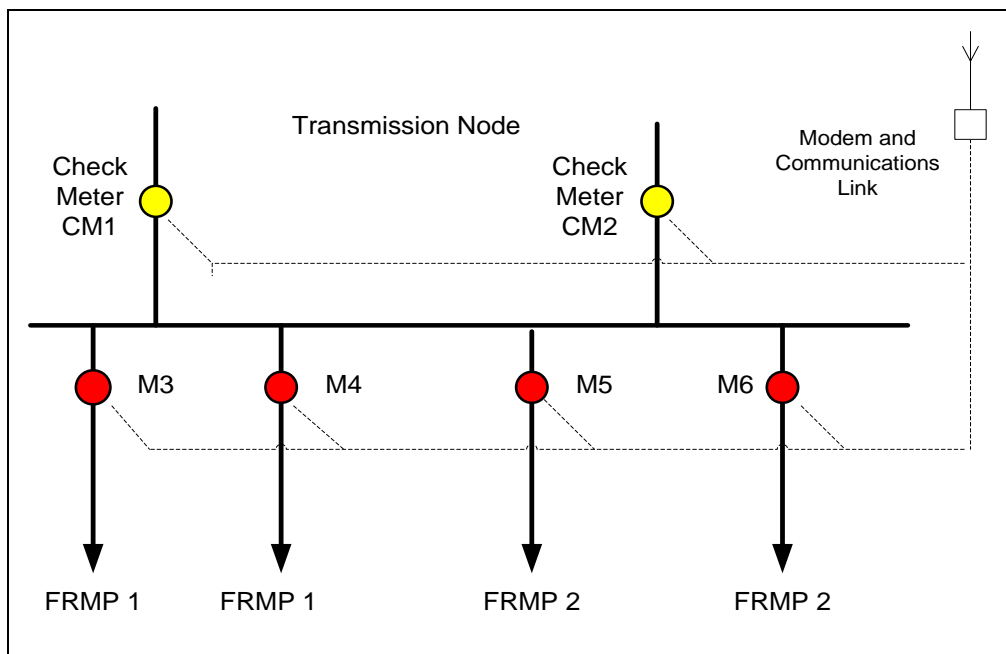 Transmission Node
Check
Meter
CM1
Check
Meter
CM2
Modem and
Communications
Link
M3
M4
M5
M6
FRMP 1
FRMP 1
FRMP 2
FRMP 2